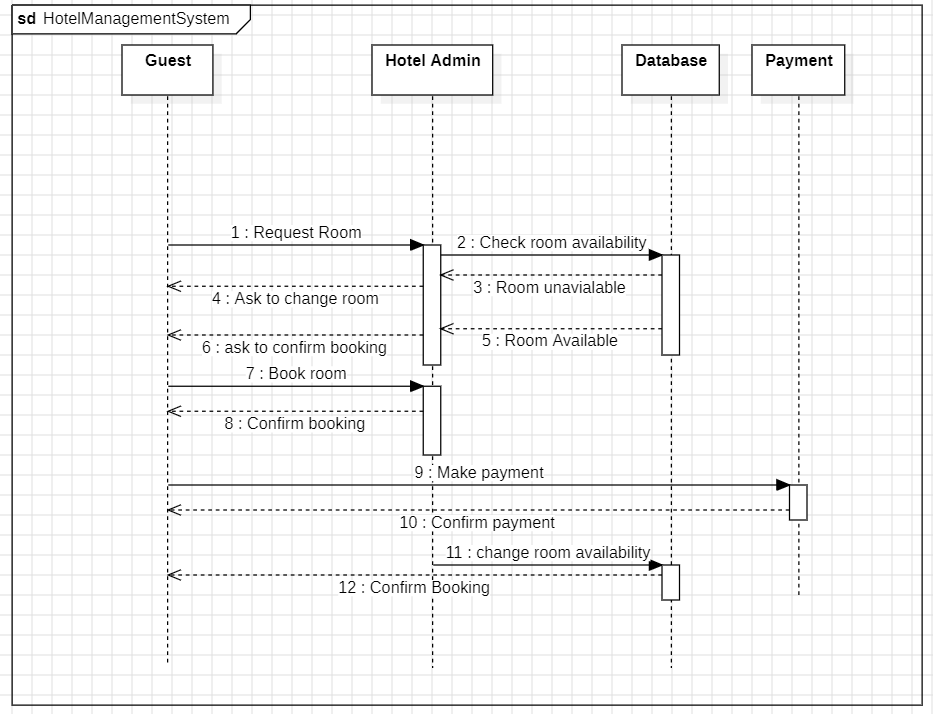 sd HotelManagementSystem
Guest
Hotel Admin
Database
Payment
1 : Request Room
2 : Check room availability
3 : Room unavialable
4 : Ask to change room
5 : Room Available
6 : ask to confirm booking
7 : Book room
8 : Confirm booking
9 : Make payment
10 : Confirm payment
11 : change room availability
12 : Confirm Booking